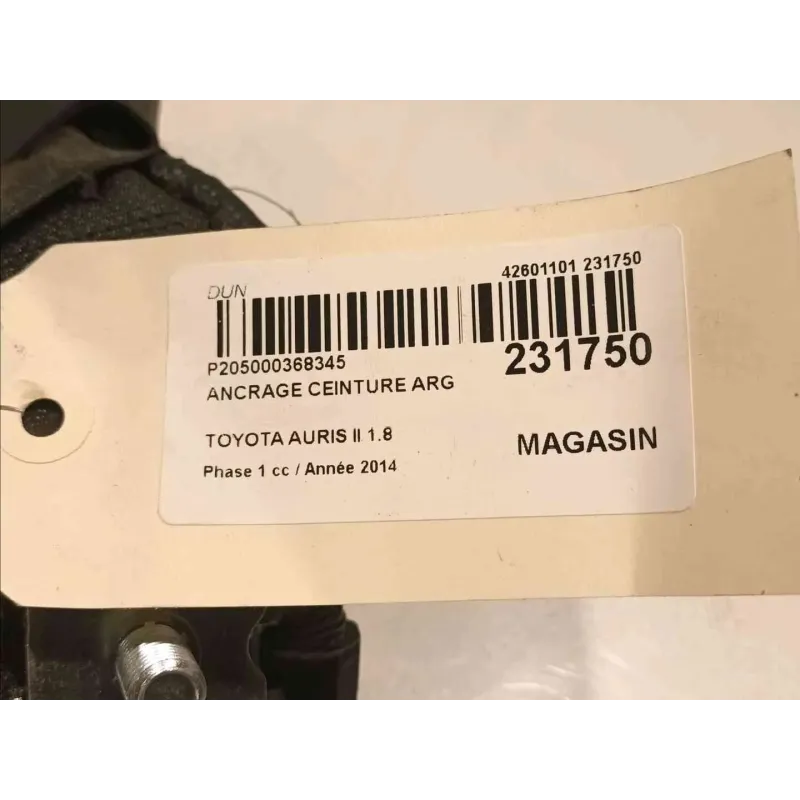 DUN
42601101 231750
P205000368345
231750
ANCRAGE CEINTURE ARG
TOYOTA AURIS II 1.8
MAGASIN
Phase 1 cc / Année 2014